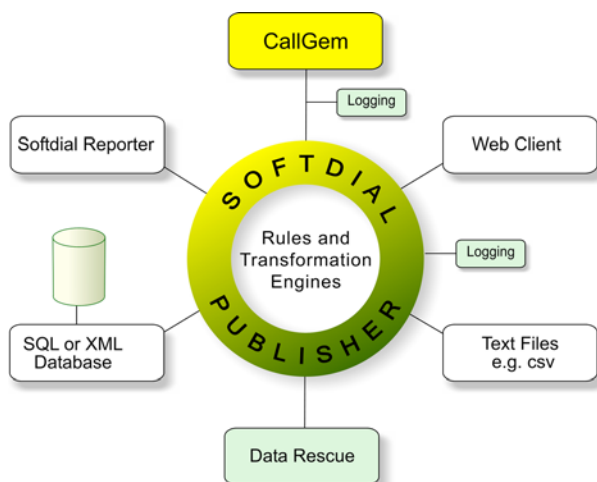 CallGem
Logging
Softdial Reporter
Web Client
SOFTDIAL
Rules and
Transformation
Engines
PUBLISHER
Logging
SQL or XML
Database
Text Files
e.g. csv
Data Rescue